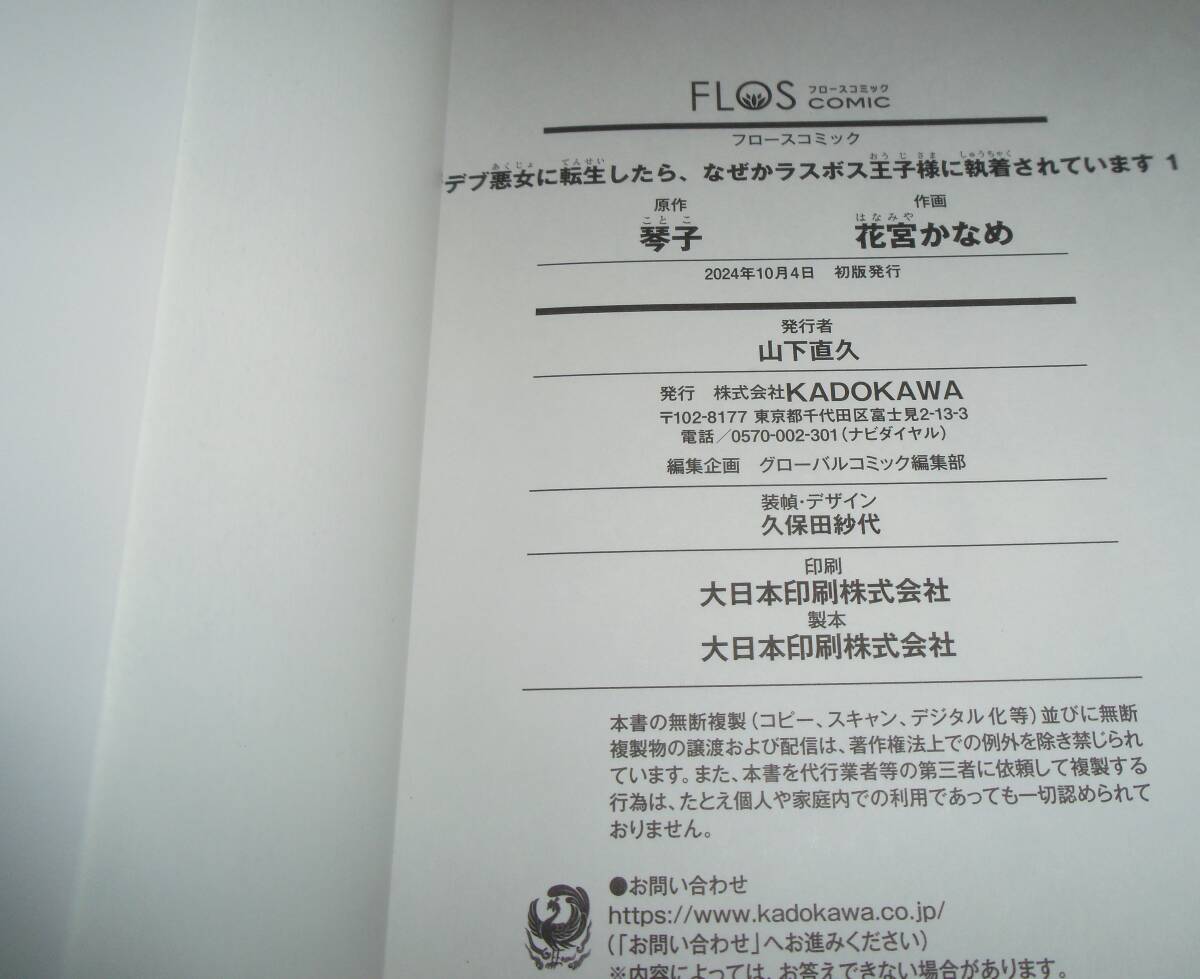 FLOS フロースコミック COMIC
フロースコミック
デブ悪女に転生したら、なぜかラスボス王子様に執着されています 1
原作 作画
琴子 花宮かなめ
2024年10月4日 初版発行
発行者
山下直久
発行 株式会社KADOKAWA
〒102-8177 東京都千代田区富士見2-13-3
電話/0570-002-301(ナビダイヤル)
編集企画 グローバルコミック編集部
装幀・デザイン
久保田紗代
印刷
大日本印刷株式会社
製本
大日本印刷株式会社
本書の無断複製(コピー、スキャン、デジタル化等)並びに無断
複製物の譲渡および配信は、著作権法上での例外を除き禁じられ
ています。また、本書を代行業者等の第三者に依頼して複製する
行為は、たとえ個人や家庭内での利用であっても一切認められて
おりません。
●お問い合わせ
https://www.kadokawa.co.jp/
(「お問い合わせ」へお進みください)
※内容によっては、お答えできない場合があります。